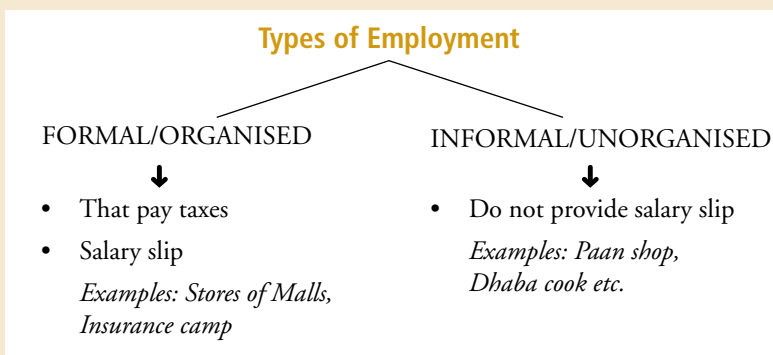 Types of Employment
FORMAL/ORGANISED
• That pay taxes
• Salary slip
Examples: Stores of Malls,
Insurance camp
INFORMAL/UNORGANISED
• Do not provide salary slip
Examples: Paan shop,
Dhaba cook etc.